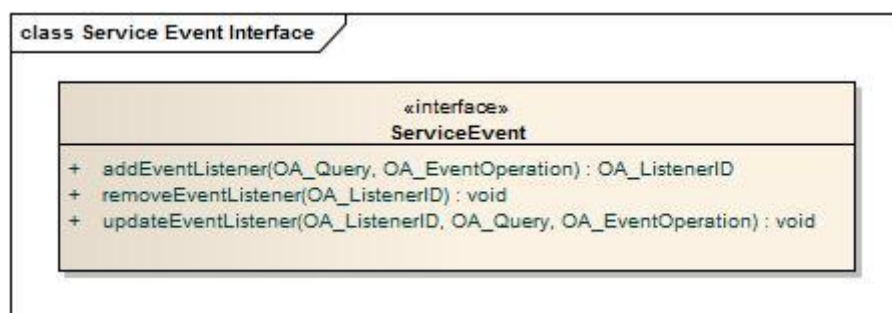 class Service Event Interface
«interface»
ServiceEvent
+ addEventListener(OA_Query, OA_EventOperation) : OA_ListenerID
+ removeEventListener(OA_ListenerID) : void
+ updateEventListener(OA_ListenerID, OA_Query, OA_EventOperation) : void